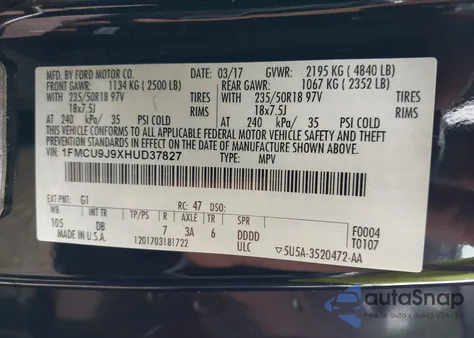 MFD. BY FORD MOTOR CO. 03/17 GVWR: 2195 KG ( 4840 LB)
FRONT GAWR: 1134 KG ( 2500 LB) REAR GAWR: 1067 KG ( 2352 LB)
WITH 235/50R18 97V TIRES WITH 235/50R18 97V TIRES
18x7.5J RIMS 18x7.5J RIMS
AT 240 kPa/ 35 PSI COLD AT 240 kPa/ 35 PSI COLD
THIS VEHICLE CONFORMS TO ALL APPLICABLE FEDERAL MOTOR VEHICLE SAFETY AND THEFT PREVENTION STANDARDS IN EFFECT ON THE DATE OF MANUFACTURE SHOWN ABOVE.
VIN: 1FMCU9J9XHUD37827 TYPE: MPV
EXT PNT: G1 RC: 47 DSO: F0004
WB INT TR TP/PS R AXLE TR SPR T0107
105 DB 7 3A 6 DDDD
MADE IN U.S.A. ULC
1201703181722 5U5A-3520472-AA
autoSnap